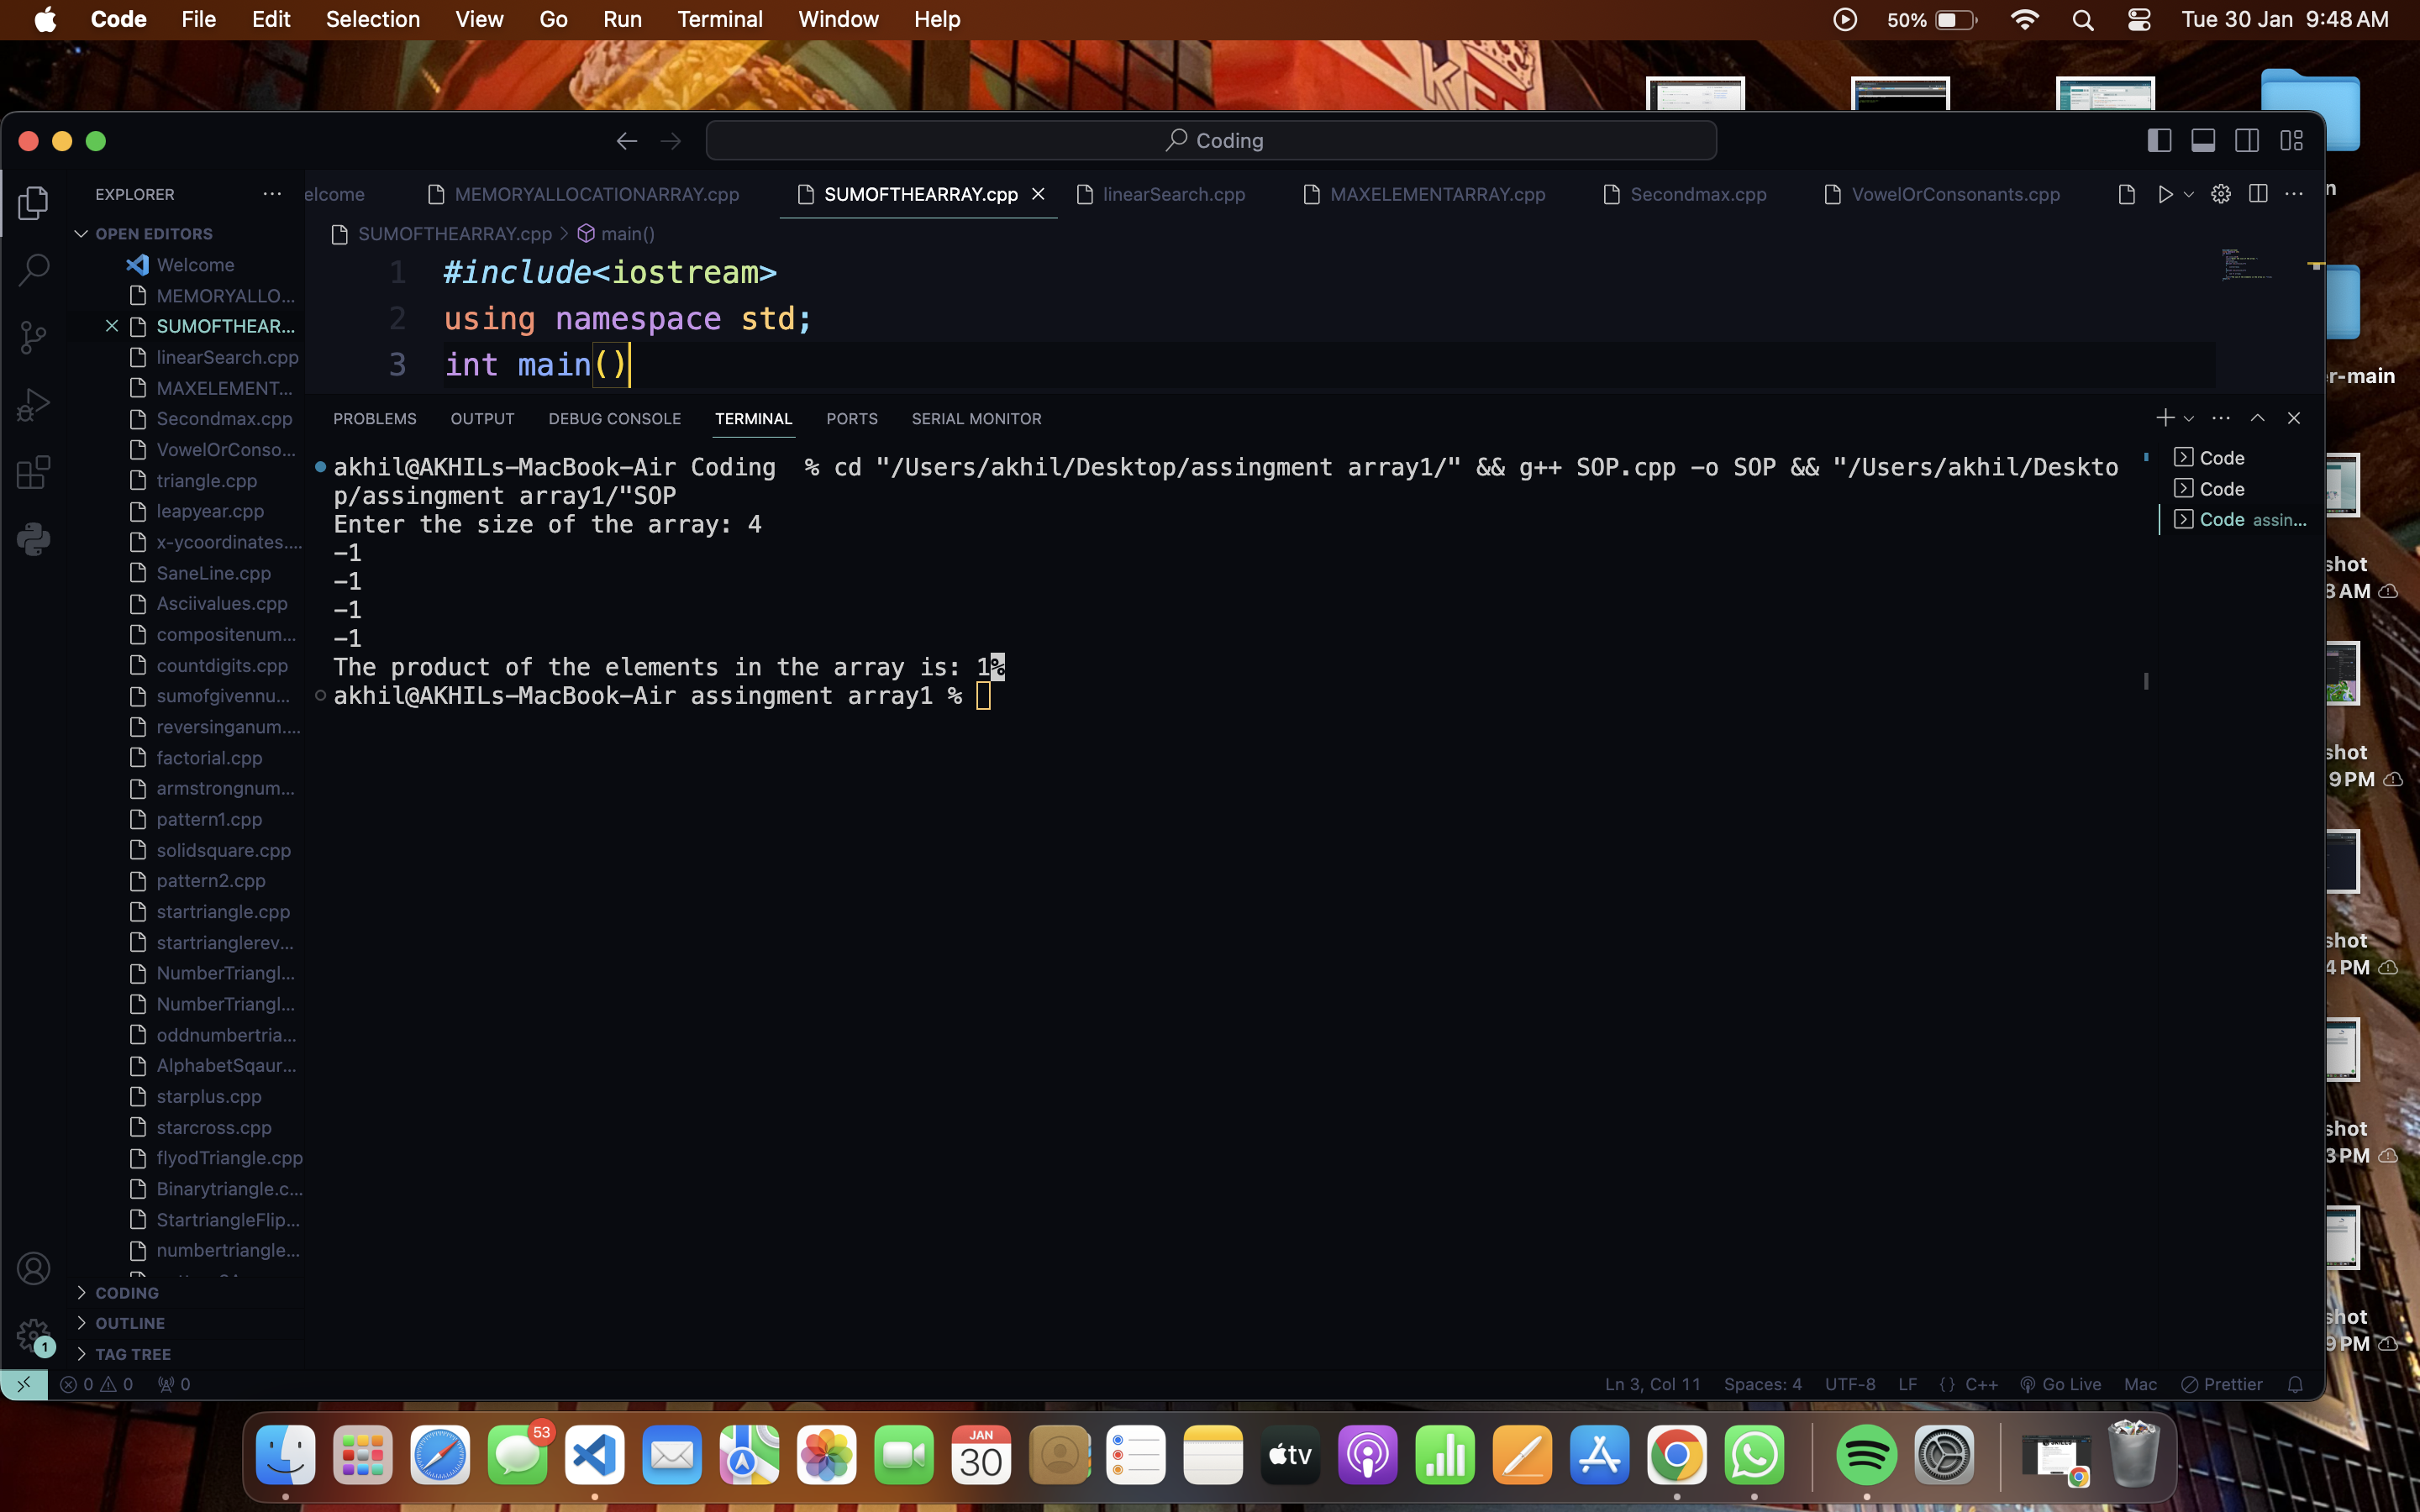 Code File Edit Selection View Go Run Terminal Window Help 50% Tue 30 Jan 9:48 AM
Coding
EXPLORER
elcome MEMORYALLOCATIONARRAY.cpp SUMOFTHEARRAY.cpp linearSearch.cpp MAXELEMENTARRAY.cpp Secondmax.cpp VowelOrConsonants.cpp
OPEN EDITORS
Welcome
MEMORYALLO...
SUMOFTHEAR...
linearSearch.cpp
MAXELEMENT...
Secondmax.cpp
VowelOrConso...
triangle.cpp
leapyear.cpp
x-ycoordinates....
SaneLine.cpp
Asciivalues.cpp
compositenum...
countdigits.cpp
sumofgivennu...
reversinganum....
factorial.cpp
armstrongnum...
pattern1.cpp
solidsquare.cpp
pattern2.cpp
startriangle.cpp
startrianglerev...
NumberTriangl...
NumberTriangl...
oddnumbertria...
AlphabetSqaur...
starplus.cpp
starcross.cpp
flyodTriangle.cpp
Binarytriangle.c...
StartriangleFlip...
numbertriangle...
CODING
OUTLINE
TAG TREE
SUMOFTHEARRAY.cpp > main()
1 #include<iostream>
2 using namespace std;
3 int main()
PROBLEMS OUTPUT DEBUG CONSOLE TERMINAL PORTS SERIAL MONITOR
akhil@AKHILs-MacBook-Air Coding % cd "/Users/akhil/Desktop/assingment array1/" && g++ SOP.cpp -o SOP && "/Users/akhil/Deskto
p/assingment array1/"SOP
Enter the size of the array: 4
-1
-1
-1
-1
The product of the elements in the array is: 1%
akhil@AKHILs-MacBook-Air assingment array1 %
Code
Code
Code assin...
n
r-main
shot
8 AM
shot
9 PM
shot
4 PM
shot
3 PM
shot
9 PM
1
0 0 0 Ln 3, Col 11 Spaces: 4 UTF-8 LF {} C++ Go Live Mac Prettier
53
JAN
30
tv